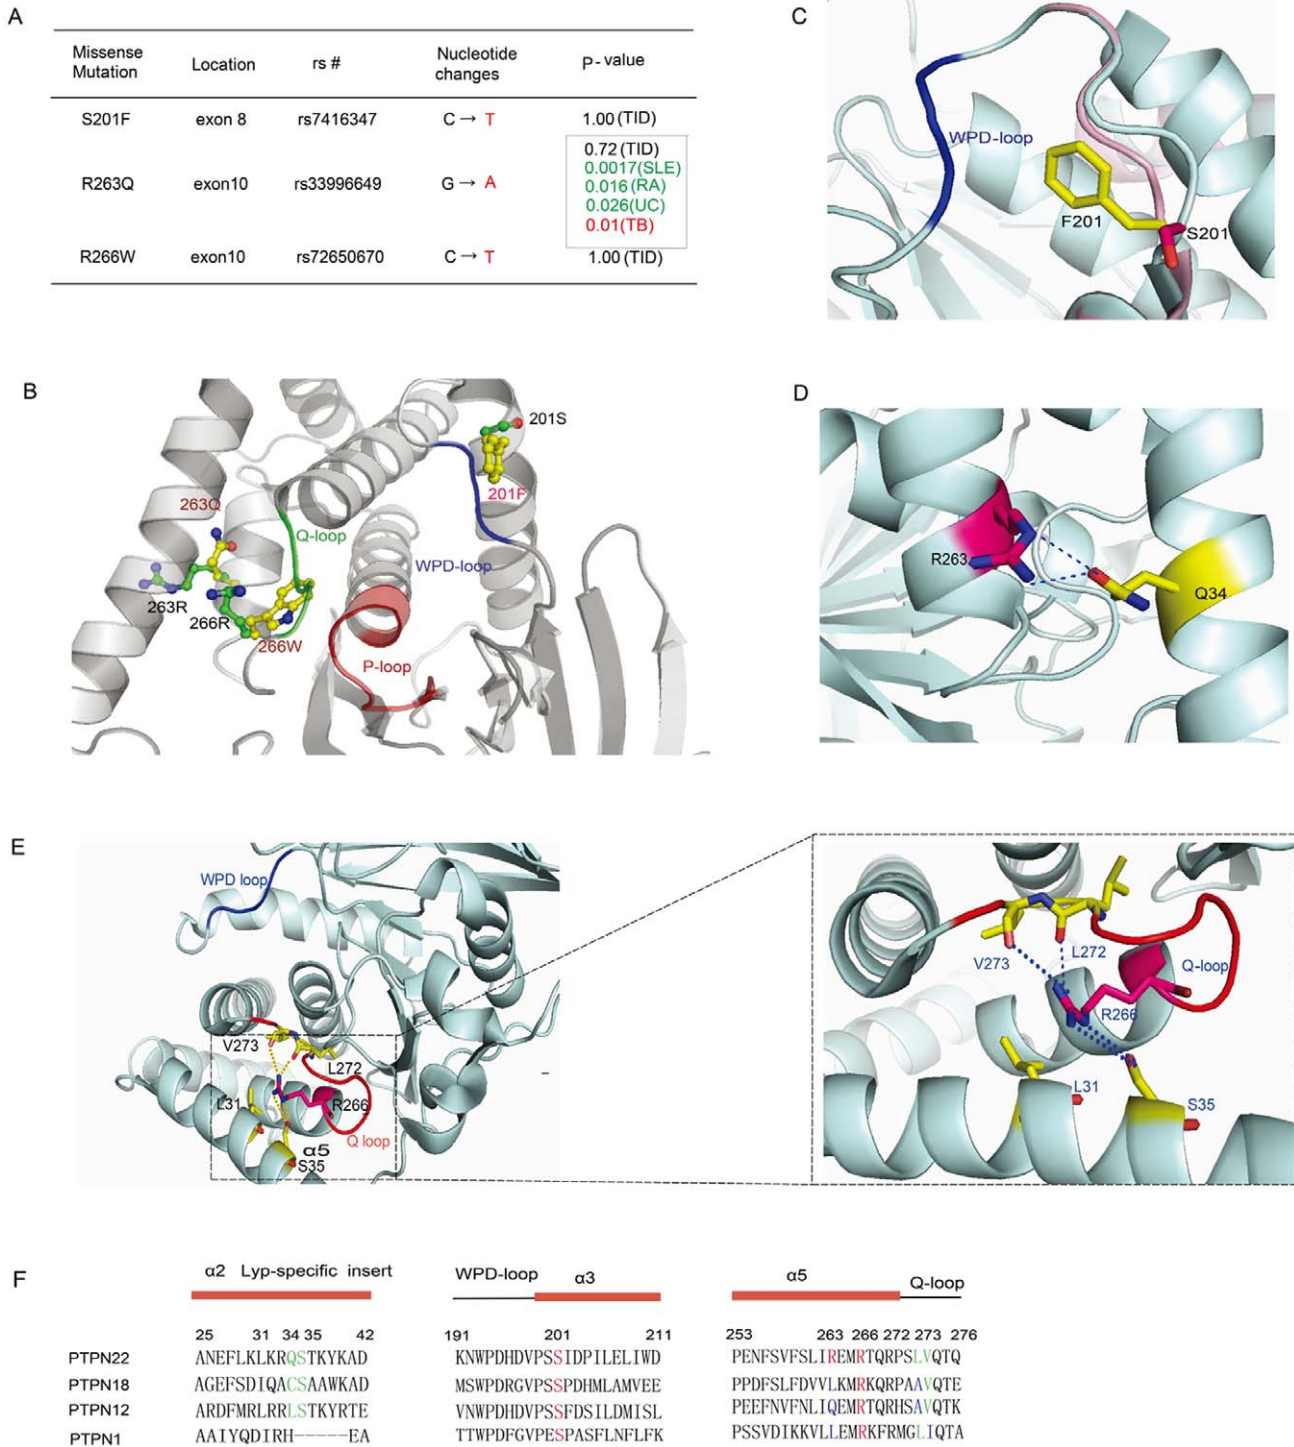 A
Missense Mutation Location rs # Nucleotide changes P-value
S201F exon 8 rs7416347 C → T 1.00 (TID)
R263Q exon10 rs33996649 G → A 0.72 (TID)
0.0017(SLE)
0.016 (RA)
0.026(UC)
0.01(TB)
R266W exon10 rs72650670 C → T 1.00 (TID)
B
201S
201F
263Q
Q-loop
WPD-loop
263R
266R
266W
P-loop
C
WPD-loop
F201
S201
D
R263
Q34
E
WPD loop
V273
L272
L31
R266
Q loop
α5
S35
V273
L272
Q-loop
R266
L31
S35
F
α2 Lyp-specific insert WPD-loop α3 α5 Q-loop
25 31 34 35 42 191 201 211 253 263 266 272 273 276
PTPN22 ANEFLKLKRQSTKYKAD KNWPDHDVPSSIDPILELIWD PENFSVFSLIREMRTQRPSLVQTQ
PTPN18 AGEFSDIQACSAAWKAD MSWPDRGVPSSPDHMLAMVEE PPDFSLFDVVLKMRKQRPAAVQTE
PTPN12 ARDFMRLRRLSTKYRTE VNWPDHDVPSSFDSILDMISL PEEFNVFNLIQEMRTQRHSAVQTK
PTPN1 AAIYQDIRH-----EA TTWPDFGVPESPASFLNFLFK PSSVDIKKVLLEMRKFRMGLIQTA